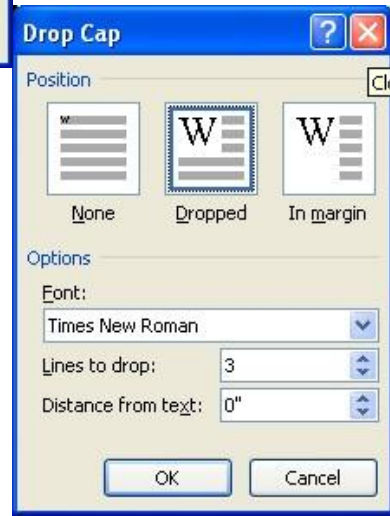 Drop Cap
Position
W
W
W
None
Dropped
In margin
Options
Font:
Times New Roman
Lines to drop: 3
Distance from text: 0"
OK
Cancel